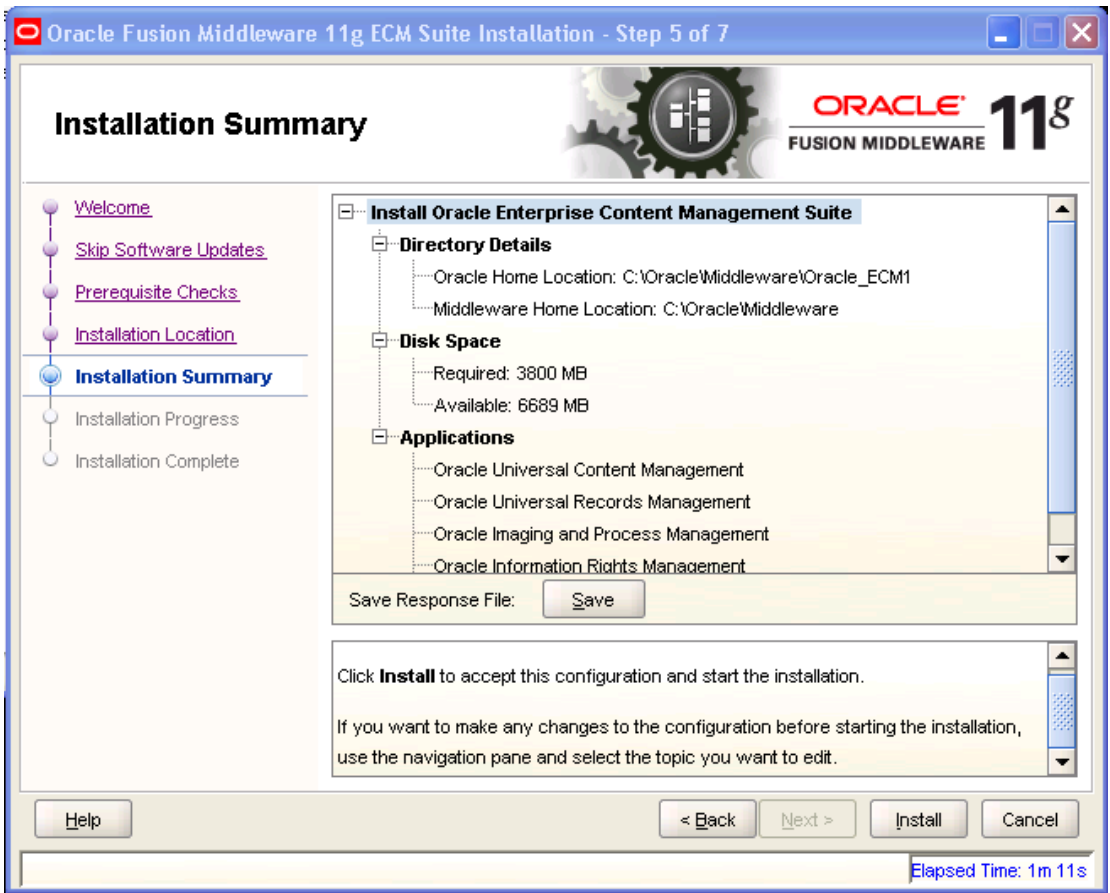 Oracle Fusion Middleware 11g ECM Suite Installation - Step 5 of 7
Installation Summary
ORACLE
FUSION MIDDLEWARE
11g
Welcome
Skip Software Updates
Prerequisite Checks
Installation Location
Installation Summary
Installation Progress
Installation Complete
Install Oracle Enterprise Content Management Suite
Directory Details
Oracle Home Location: C:\Oracle\Middleware\Oracle_ECM1
Middleware Home Location: C:\Oracle\Middleware
Disk Space
Required: 3800 MB
Available: 6689 MB
Applications
Oracle Universal Content Management
Oracle Universal Records Management
Oracle Imaging and Process Management
Oracle Information Rights Management
Save Response File: Save
Click Install to accept this configuration and start the installation.
If you want to make any changes to the configuration before starting the installation,
use the navigation pane and select the topic you want to edit.
Help < Back Next > Install Cancel
Elapsed Time: 1m 11s